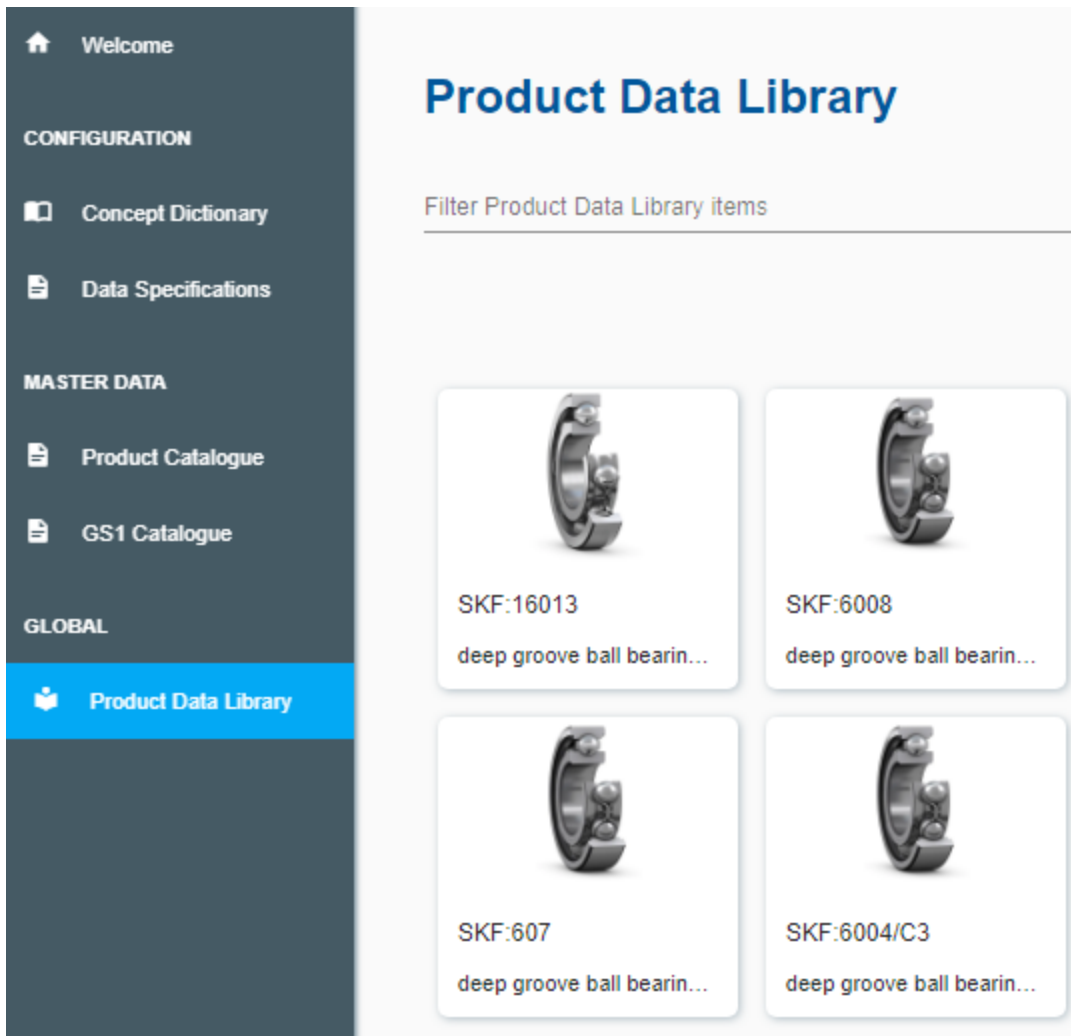 Welcome
CONFIGURATION
Concept Dictionary
Data Specifications
MASTER DATA
Product Catalogue
GS1 Catalogue
GLOBAL
Product Data Library
Product Data Library
Filter Product Data Library items
SKF:16013
deep groove ball bearin...
SKF:6008
deep groove ball bearin...
SKF:607
deep groove ball bearin...
SKF:6004/C3
deep groove ball bearin...